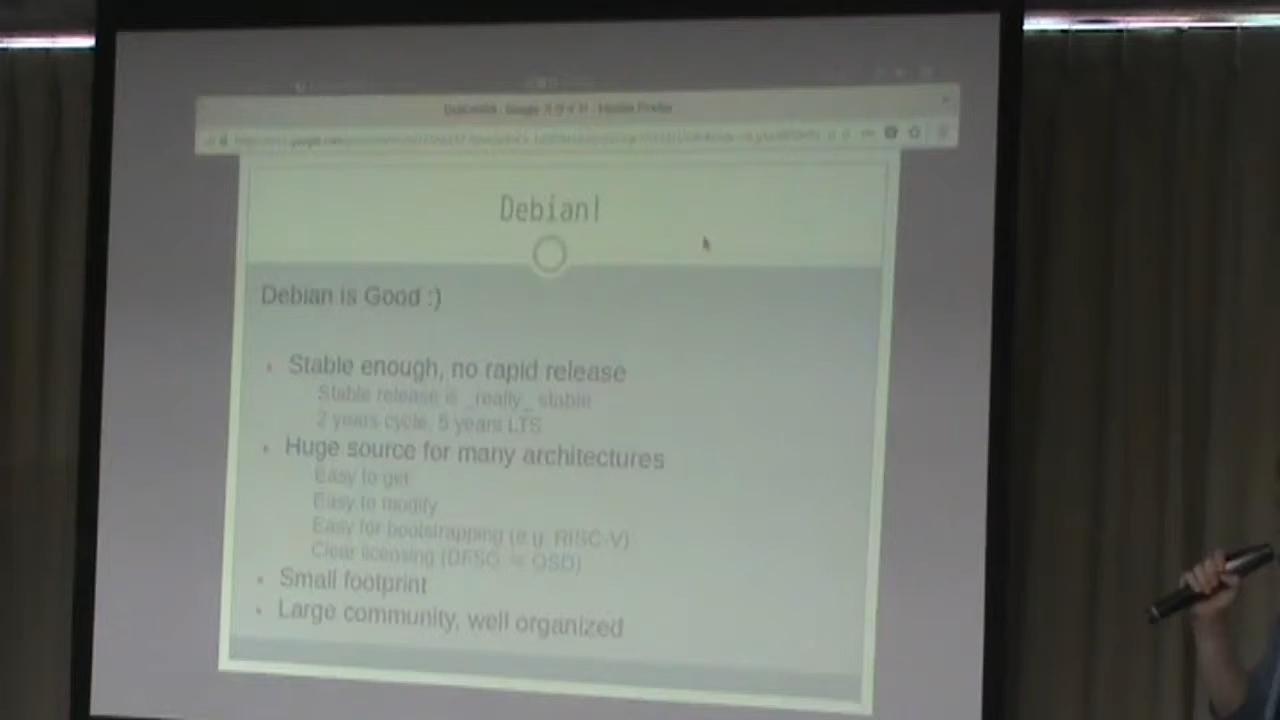 Debian!
Debian is Good :)
Stable enough, no rapid release
Stable release is _really_ stable
2 years cycle, 5 years LTS
Huge source for many architectures
Easy to get
Easy to modify
Easy for bootstrapping (e.g. RISC-V)
Clear licensing (DFSG ≒ OSD)
Small footprint
Large community, well organized